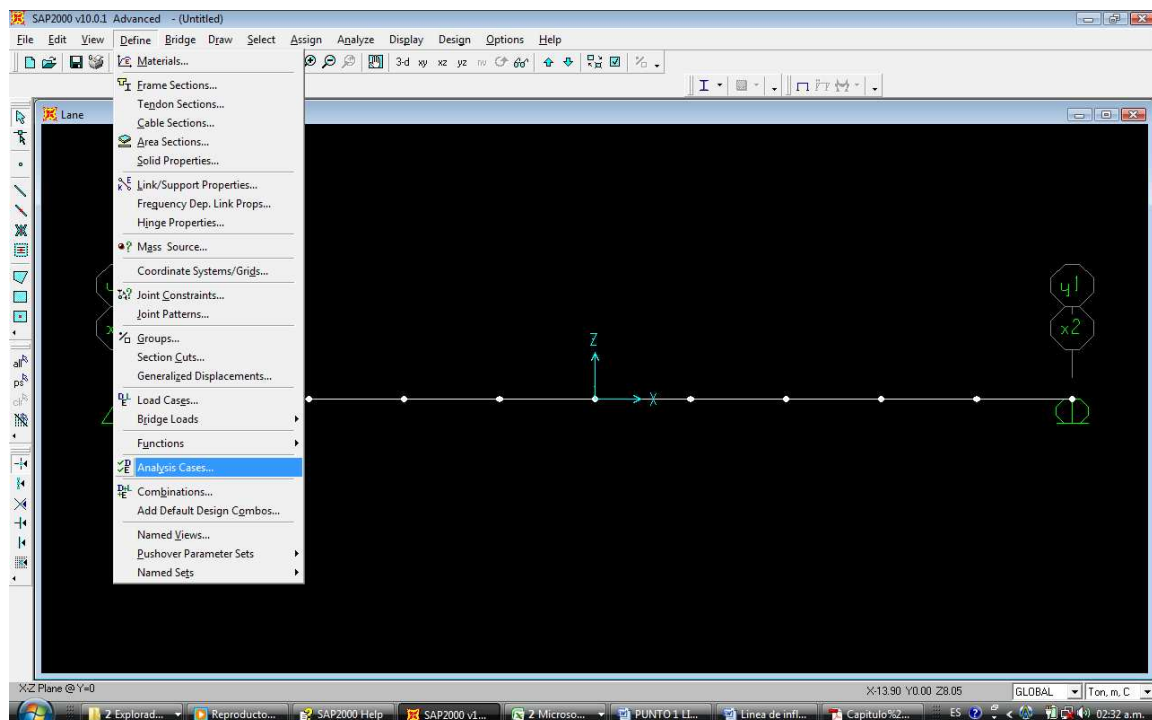 SAP2000 v10.0.1 Advanced - (Untitled)
File Edit View Define Bridge Draw Select Assign Analyze Display Design Options Help
3-d xy xz yz nv
Lane
Materials...
Frame Sections...
Tendon Sections...
Cable Sections...
Area Sections...
Solid Properties...
Link/Support Properties...
Frequency Dep. Link Props...
Hinge Properties...
Mass Source...
Coordinate Systems/Grids...
Joint Constraints...
Joint Patterns...
Groups...
Section Cuts...
Generalized Displacements...
Load Cases...
Bridge Loads
Functions
Analysis Cases...
Combinations...
Add Default Design Combos...
Named Views...
Pushover Parameter Sets
Named Sets
all
ps
clr
Z
X
y1
x2
X-Z Plane @ Y=0
X-13.90 Y0.00 Z8.05
GLOBAL
Ton, m, C
2 Explorad...
Reproducto...
SAP2000 Help
SAP2000 v1...
2 Microso...
PUNTO 1 LI...
Linea de infl...
Capitulo%2...
ES
02:32 a.m.